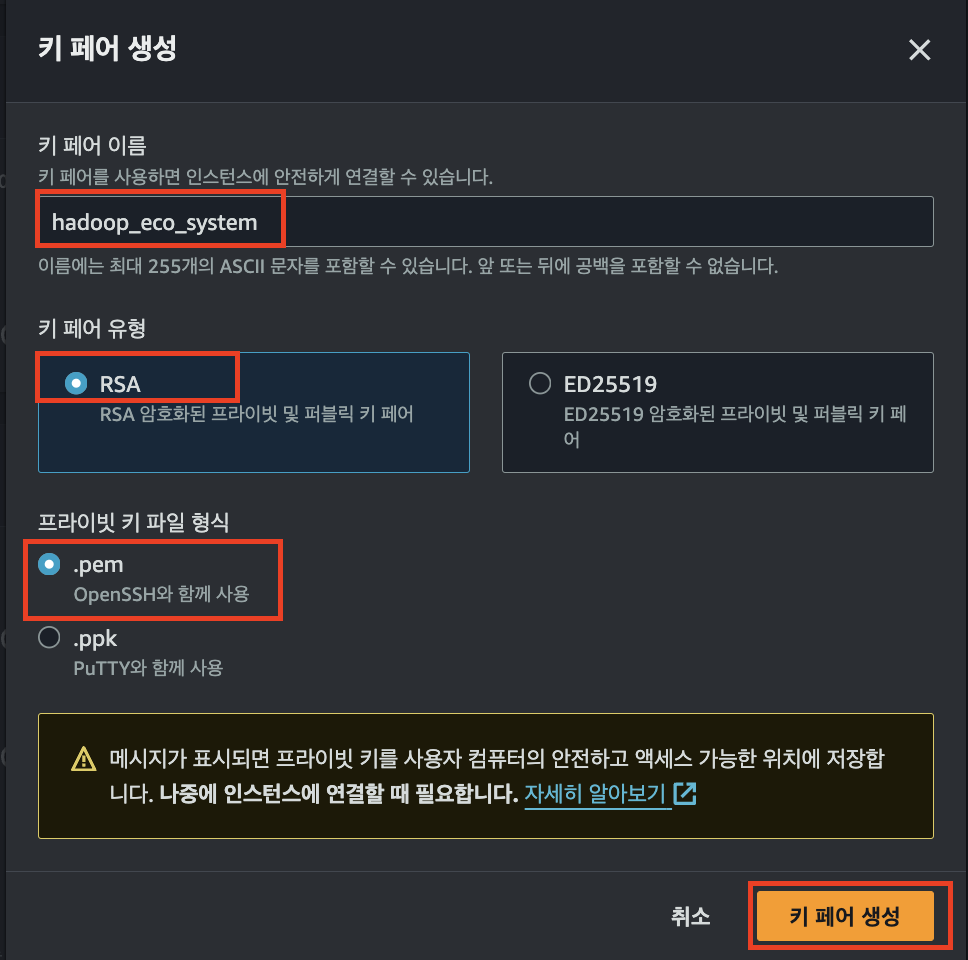 키 페어 생성
키 페어 이름
키 페어를 사용하면 인스턴스에 안전하게 연결할 수 있습니다.
hadoop_eco_system
이름에는 최대 255개의 ASCII 문자를 포함할 수 있습니다. 앞 또는 뒤에 공백을 포함할 수 없습니다.
키 페어 유형
RSA
RSA 암호화된 프라이빗 및 퍼블릭 키 페어
ED25519
ED25519 암호화된 프라이빗 및 퍼블릭 키 페
어
프라이빗 키 파일 형식
.pem
OpenSSH와 함께 사용
.ppk
PuTTY와 함께 사용
메시지가 표시되면 프라이빗 키를 사용자 컴퓨터의 안전하고 액세스 가능한 위치에 저장합
니다. 나중에 인스턴스에 연결할 때 필요합니다. 자세히 알아보기
취소
키 페어 생성